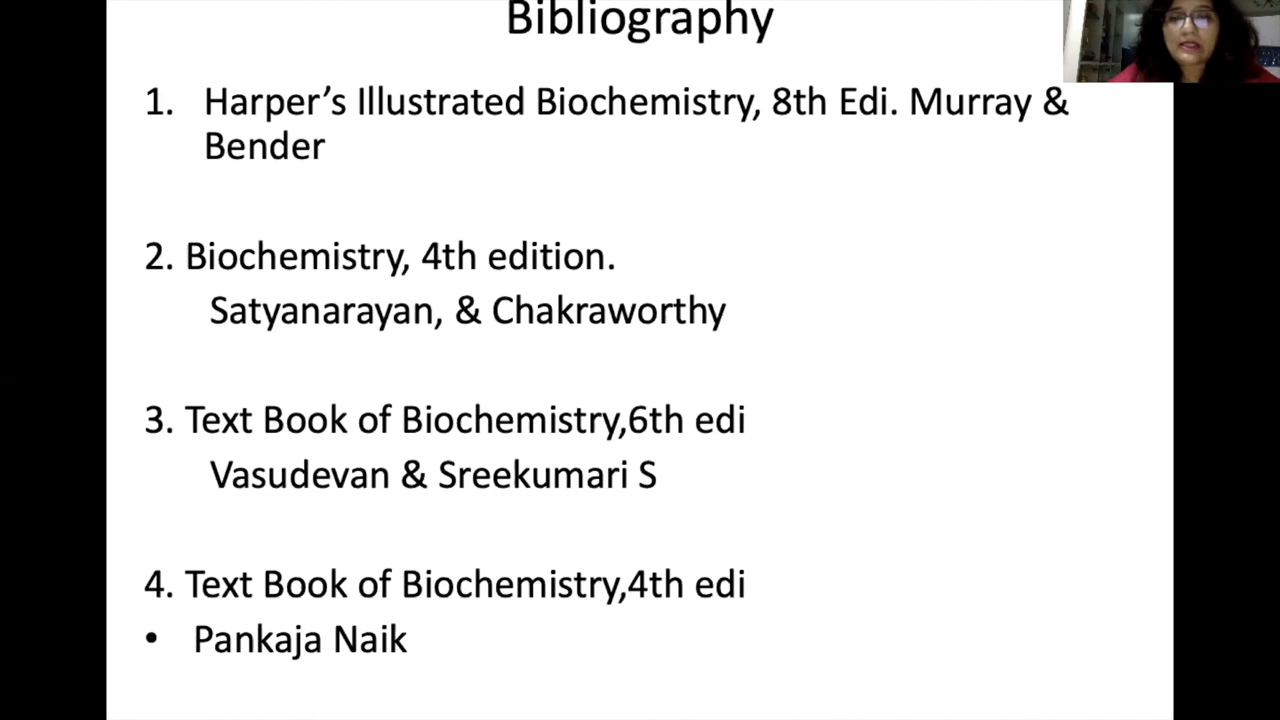 Bibliography
1. Harper’s Illustrated Biochemistry, 8th Edi. Murray &
Bender
2. Biochemistry, 4th edition.
Satyanarayan, & Chakraworthy
3. Text Book of Biochemistry,6th edi
Vasudevan & Sreekumari S
4. Text Book of Biochemistry,4th edi
• Pankaja Naik